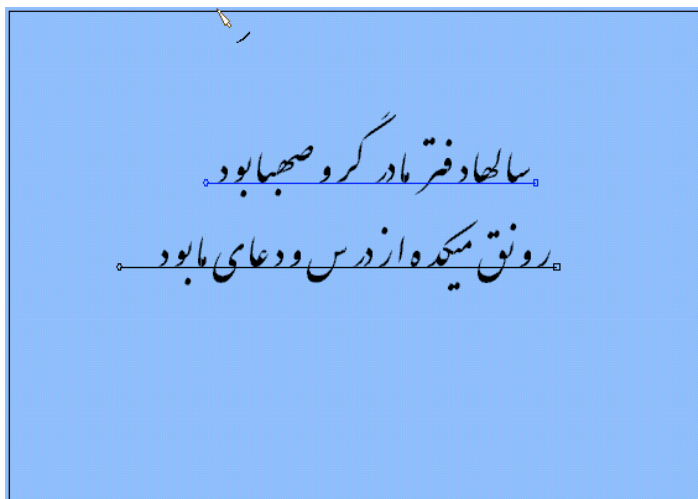 سالها دفتر ما در گرو صهبا بود
رونق میکده از درس و دعای ما بود